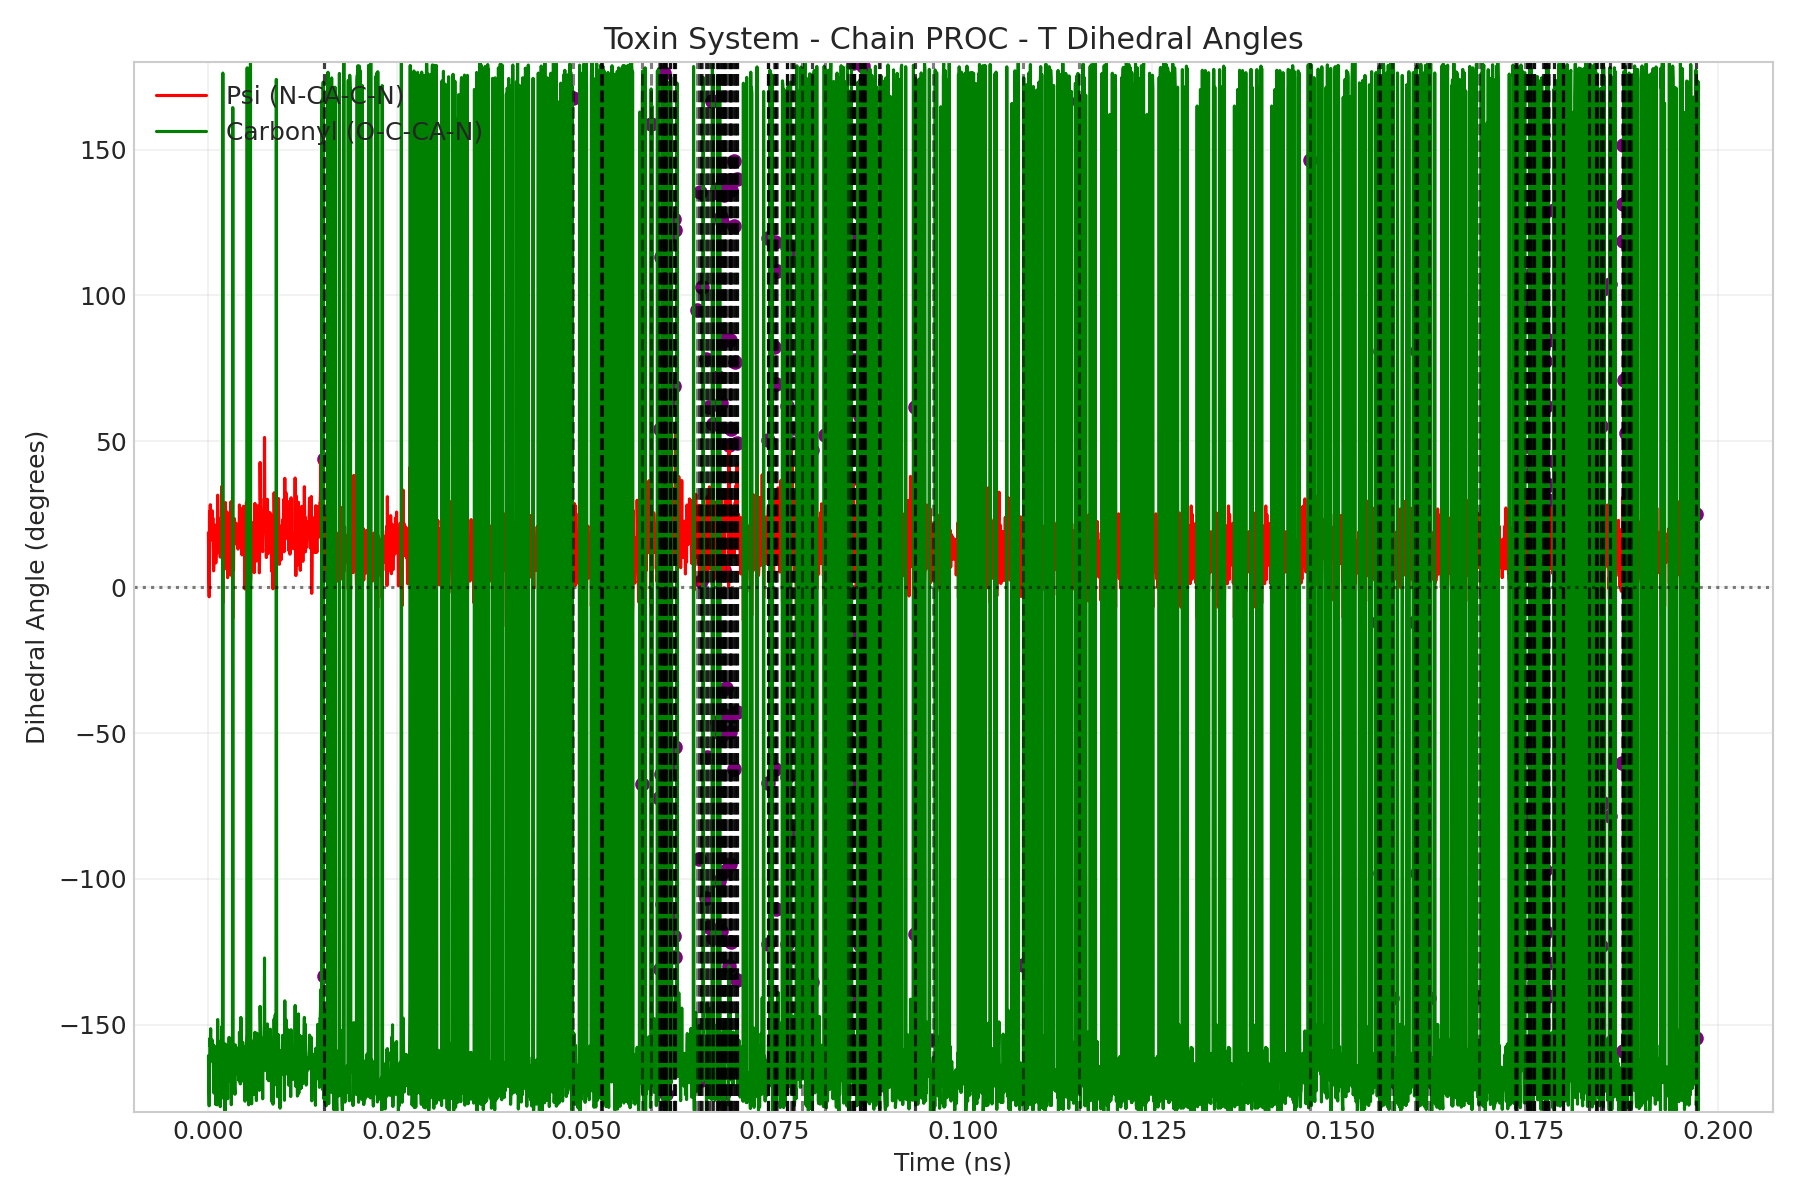 Toxin System - Chain PROC - T Dihedral Angles
Psi (N-CA-C-N)
Carbonyl (O-C-CA-N)
150
100
50
0
−50
−100
−150
Dihedral Angle (degrees)
0.000 0.025 0.050 0.075 0.100 0.125 0.150 0.175 0.200
Time (ns)